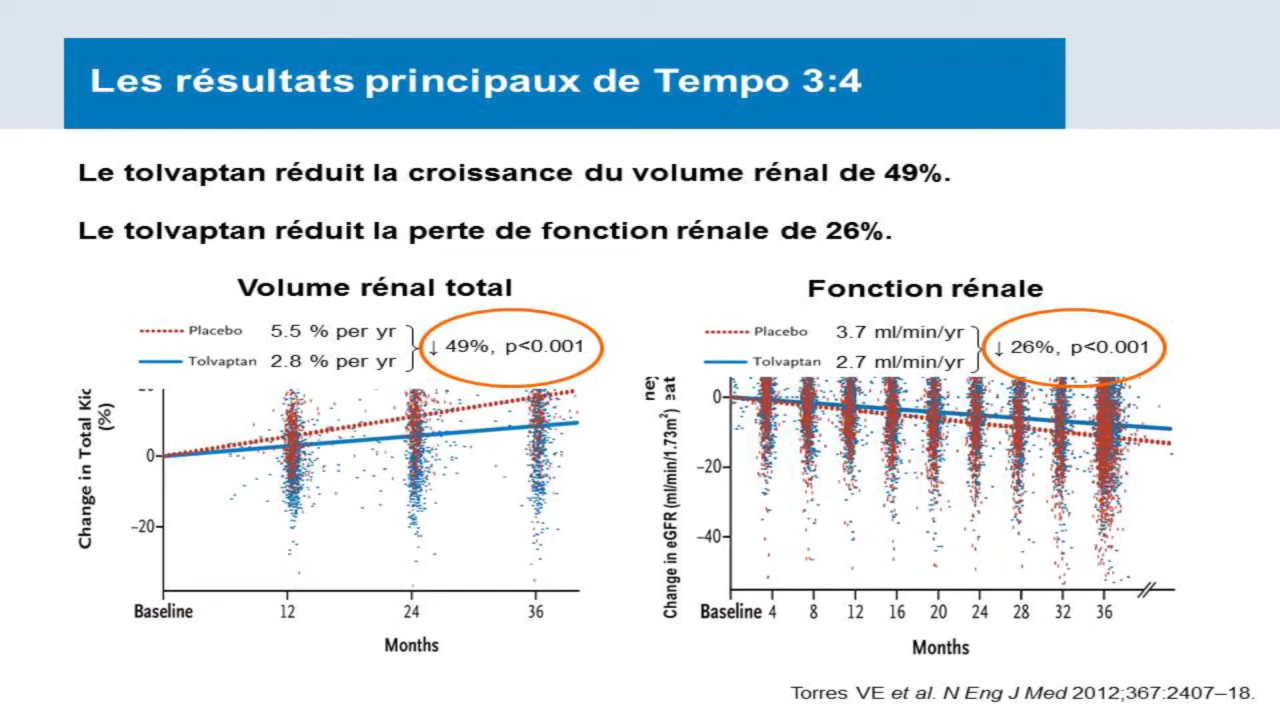 Les résultats principaux de Tempo 3:4
Le tolvaptan réduit la croissance du volume rénal de 49%.
Le tolvaptan réduit la perte de fonction rénale de 26%.
Volume rénal total
Placebo 5.5 % per yr
Tolvaptan 2.8 % per yr
↓ 49%, p<0.001
Change in Total
(%)
0
-20
Baseline 12 24 36
Months
Fonction rénale
Placebo 3.7 ml/min/yr
Tolvaptan 2.7 ml/min/yr
↓ 26%, p<0.001
Change in eGFR (ml/min/1.73m²)
0
-20
-40
Baseline 4 8 12 16 20 24 28 32 36
Months
Torres VE et al. N Eng J Med 2012;367:2407–18.